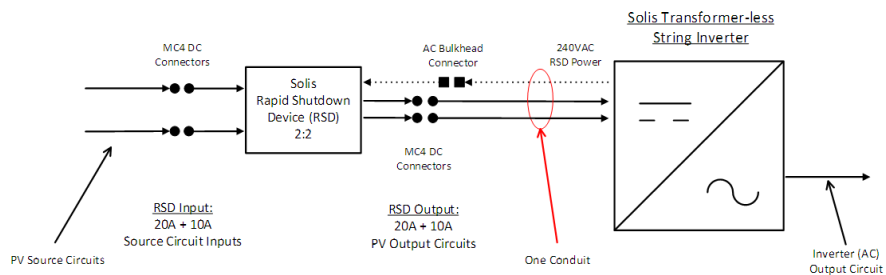 Solis Transformer-less
String Inverter
MC4 DC
Connectors
AC Bulkhead
Connector
240VAC
RSD Power
Solis
Rapid Shutdown
Device (RSD)
2:2
MC4 DC
Connectors
RSD Input:
20A + 10A
Source Circuit Inputs
RSD Output:
20A + 10A
PV Output Circuits
PV Source Circuits
One Conduit
Inverter (AC)
Output Circuit